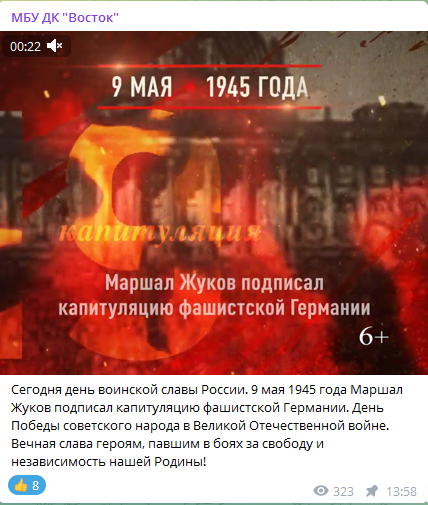 МБУ ДК "Восток"
00:22
9 МАЯ 1945 ГОДА
капитуляция
Маршал Жуков подписал
капитуляцию фашистской Германии
6+
Сегодня день воинской славы России. 9 мая 1945 года Маршал
Жуков подписал капитуляцию фашистской Германии. День
Победы советского народа в Великой Отечественной войне.
Вечная слава героям, павшим в боях за свободу и
независимость нашей Родины!
8
323 13:58